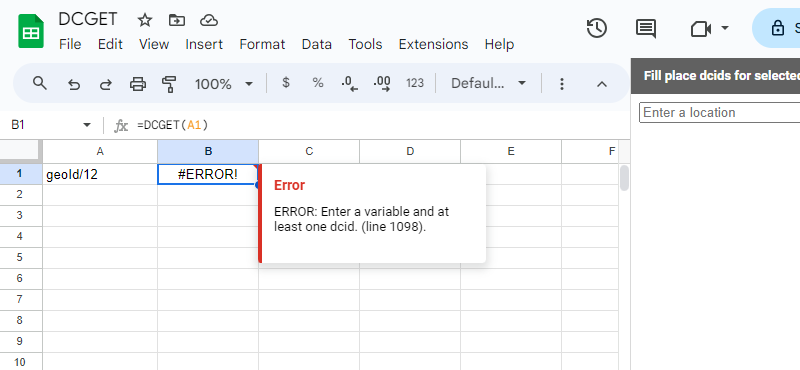 DCGET
File Edit View Insert Format Data Tools Extensions Help
100% $ % .0 .00 123 Defaul...
Fill place dcids for selected
B1 fx =DCGET(A1)
Enter a location
A B C D E F
1 geoId/12 #ERROR!
Error
2
ERROR: Enter a variable and at
3
least one dcid. (line 1098).
4
5
6
7
8
9
10